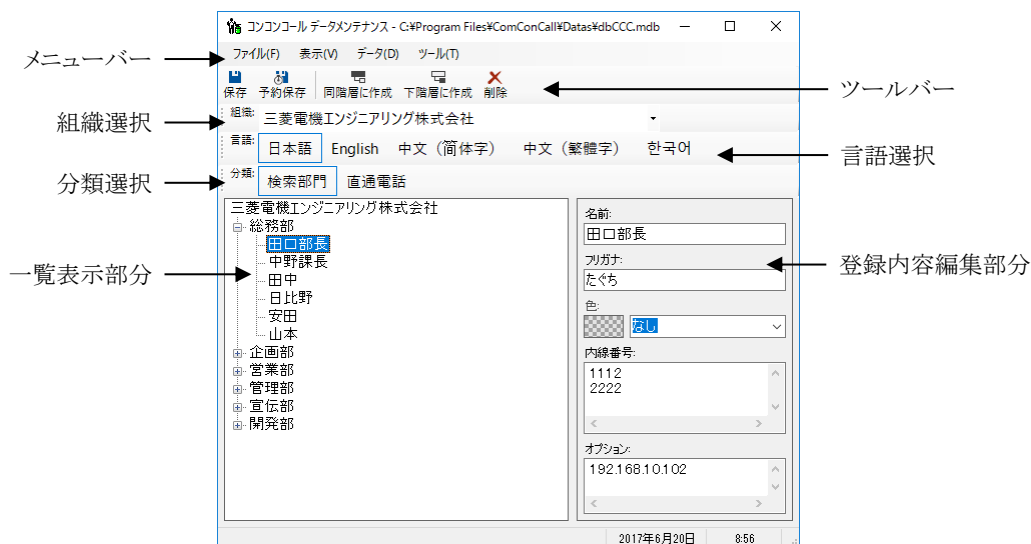 コンコンコール データメンテナンス - C:¥Program Files¥ComConCall¥Datas¥dbCCC.mdb
ファイル(F) 表示(V) データ(D) ツール(T)
メニューバー
保存 予約保存 同階層に作成 下階層に作成 削除
ツールバー
組織選択
組織: 三菱電機エンジニアリング株式会社
言語: 日本語 English 中文（简体字） 中文（繁體字） 한국어
言語選択
分類選択
分類: 検索部門 直通電話
三菱電機エンジニアリング株式会社
総務部
田口部長
中野課長
田中
日比野
安田
山本
企画部
営業部
管理部
宣伝部
開発部
一覧表示部分
名前:
田口部長
フリガナ:
たぐち
色:
なし
内線番号:
1112
2222
オプション:
192.168.10.102
登録内容編集部分
2017年6月20日 8:56